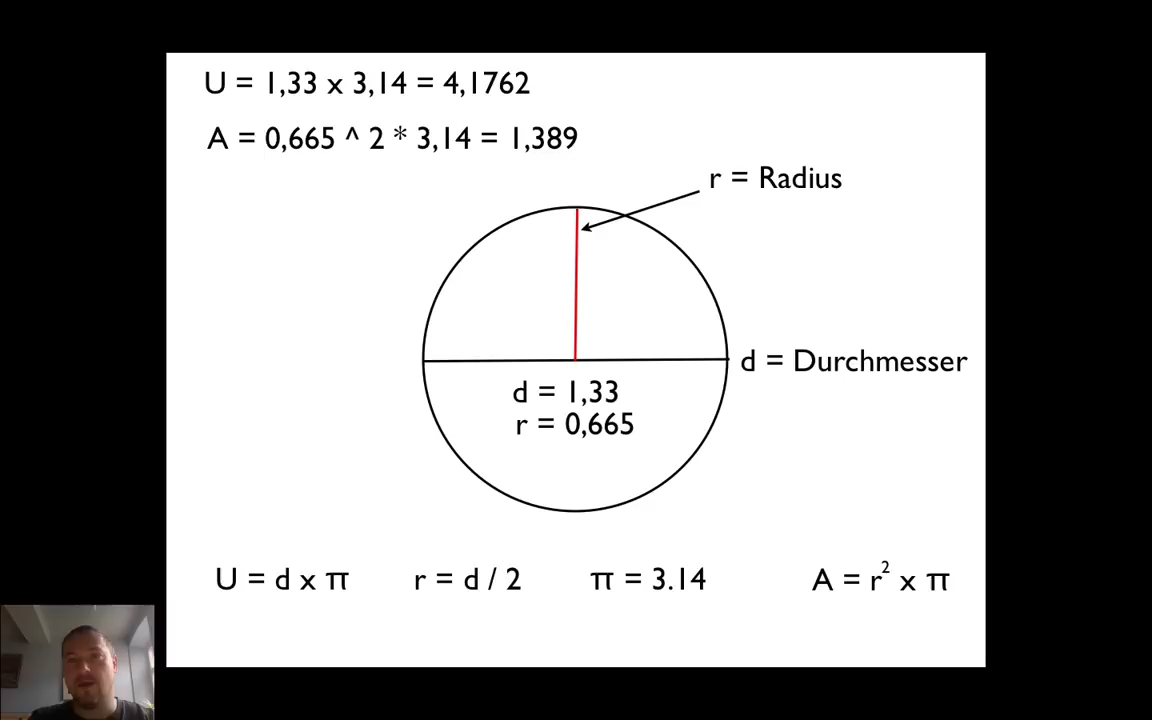 U = 1,33 x 3,14 = 4,1762
A = 0,665 ^ 2 * 3,14 = 1,389
r = Radius
d = Durchmesser
d = 1,33
r = 0,665
U = d x π
r = d / 2
π = 3.14
A = r² x π